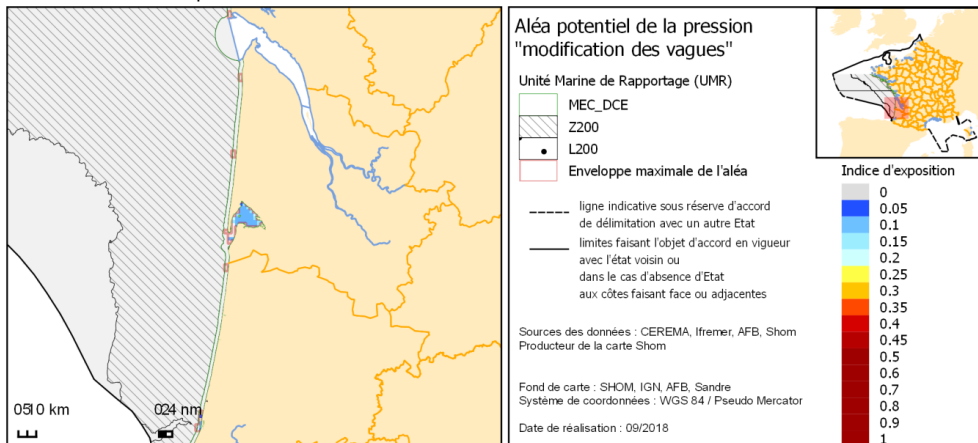 0510 km
024 nm
Aléa potentiel de la pression
"modification des vagues"
Unité Marine de Rapportage (UMR)
MEC_DCE
Z200
L200
Enveloppe maximale de l'aléa
ligne indicative sous réserve d'accord
de délimitation avec un autre Etat
limites faisant l'objet d'accord en vigueur
avec l'état voisin ou
dans le cas d'absence d'Etat
aux côtes faisant face ou adjacentes
Sources des données : CEREMA, Ifremer, AFB, Shom
Producteur de la carte Shom
Fond de carte : SHOM, IGN, AFB, Sandre
Système de coordonnées : WGS 84 / Pseudo Mercator
Date de réalisation : 09/2018
Indice d'exposition
0
0.05
0.1
0.15
0.2
0.25
0.3
0.35
0.4
0.45
0.5
0.6
0.7
0.8
0.9
1